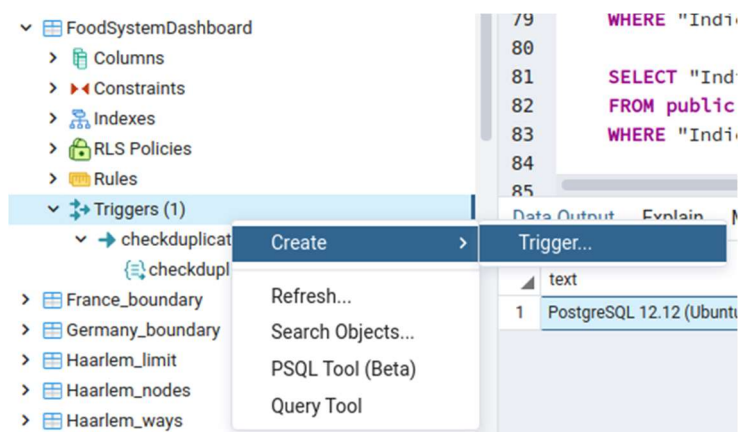 FoodSystemDashboard
Columns
Constraints
Indexes
RLS Policies
Rules
Triggers (1)
checkduplicat
checkdupl
France_boundary
Germany_boundary
Haarlem_limit
Haarlem_nodes
Haarlem_ways
Create
Refresh...
Search Objects...
PSQL Tool (Beta)
Query Tool
Trigger...
79 WHERE "Indi
80
81 SELECT "Ind
82 FROM public
83 WHERE "Indi
84
85
Data Output Explain
text
1 PostgreSQL 12.12 (Ubuntu